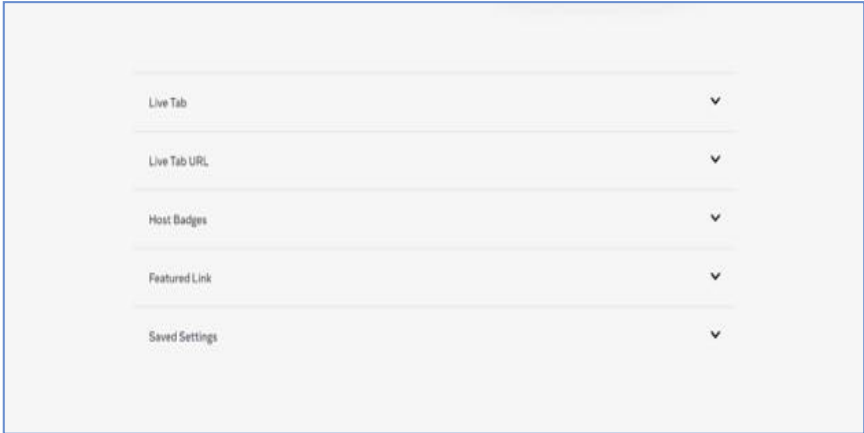 Live Tab
Live Tab URL
Host Badges
Featured Link
Saved Settings